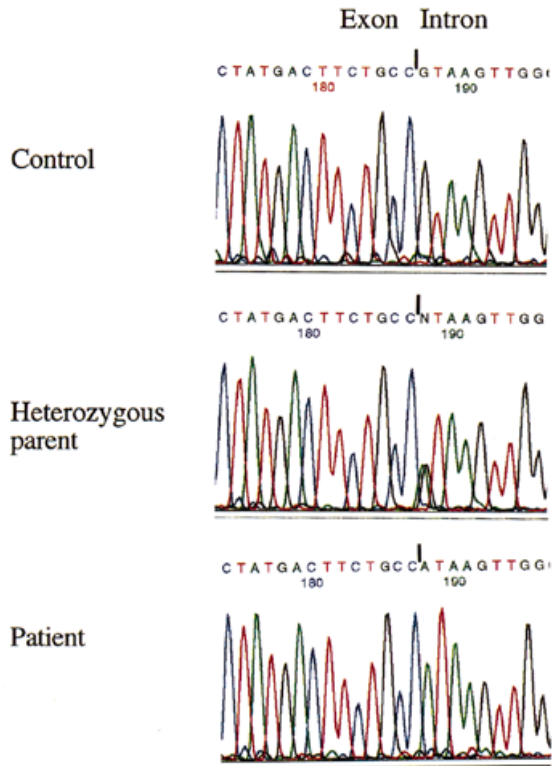 Exon Intron
CTATGACTTCTGCCGTAAGTTGG
180 190
Control
CTATGACTTCTGCCNTAAGTTGG
180 190
Heterozygous
parent
CTATGACTTCTGCCATAAGTTGG
180 190
Patient